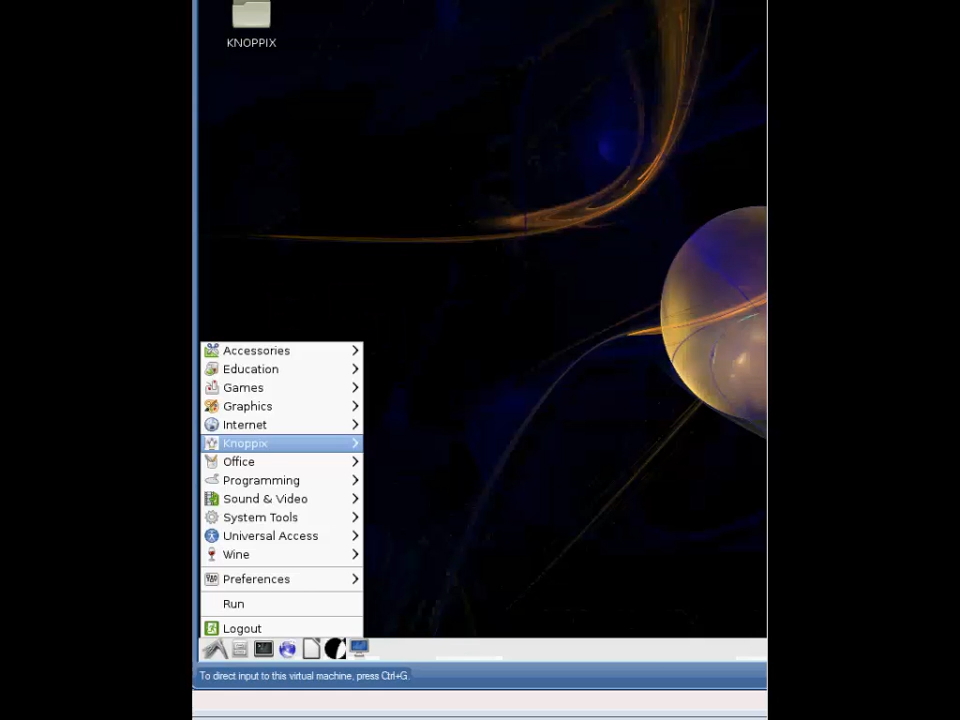 KNOPPIX
Accessories
Education
Games
Graphics
Internet
Knoppix
Office
Programming
Sound & Video
System Tools
Universal Access
Wine
Preferences
Run
Logout
To direct input to this virtual machine, press Ctrl+G.